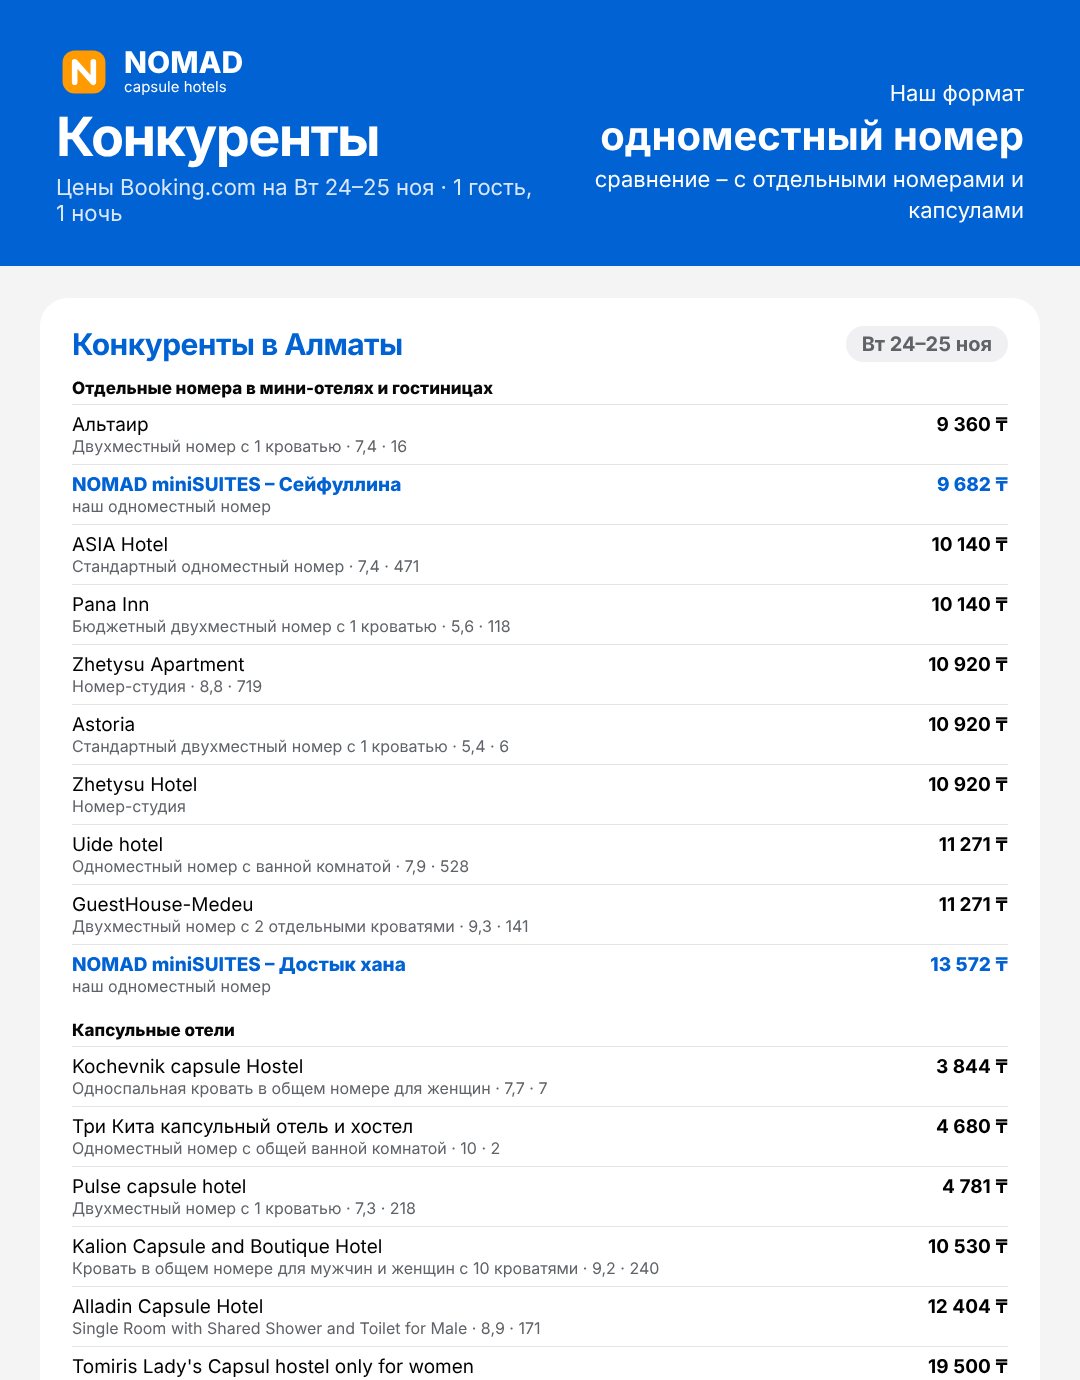 N NOMAD
capsule hotels
Конкуренты
Цены Booking.com на Вт 24–25 ноя · 1 гость,
1 ночь
Наш формат
одноместный номер
сравнение – с отдельными номерами и
капсулами
Конкуренты в Алматы
Вт 24–25 ноя
Отдельные номера в мини-отелях и гостиницах
Альтаир 9 360 ₸
Двухместный номер с 1 кроватью · 7,4 · 16
NOMAD miniSUITES – Сейфуллина 9 682 ₸
наш одноместный номер
ASIA Hotel 10 140 ₸
Стандартный одноместный номер · 7,4 · 471
Pana Inn 10 140 ₸
Бюджетный двухместный номер с 1 кроватью · 5,6 · 118
Zhetysu Apartment 10 920 ₸
Номер-студия · 8,8 · 719
Astoria 10 920 ₸
Стандартный двухместный номер с 1 кроватью · 5,4 · 6
Zhetysu Hotel 10 920 ₸
Номер-студия
Uide hotel 11 271 ₸
Одноместный номер с ванной комнатой · 7,9 · 528
GuestHouse-Medeu 11 271 ₸
Двухместный номер с 2 отдельными кроватями · 9,3 · 141
NOMAD miniSUITES – Достык хана 13 572 ₸
наш одноместный номер
Капсульные отели
Kochevnik capsule Hostel 3 844 ₸
Односпальная кровать в общем номере для женщин · 7,7 · 7
Три Кита капсульный отель и хостел 4 680 ₸
Одноместный номер с общей ванной комнатой · 10 · 2
Pulse capsule hotel 4 781 ₸
Двухместный номер с 1 кроватью · 7,3 · 218
Kalion Capsule and Boutique Hotel 10 530 ₸
Кровать в общем номере для мужчин и женщин с 10 кроватями · 9,2 · 240
Alladin Capsule Hotel 12 404 ₸
Single Room with Shared Shower and Toilet for Male · 8,9 · 171
Tomiris Lady's Capsul hostel only for women 19 500 ₸